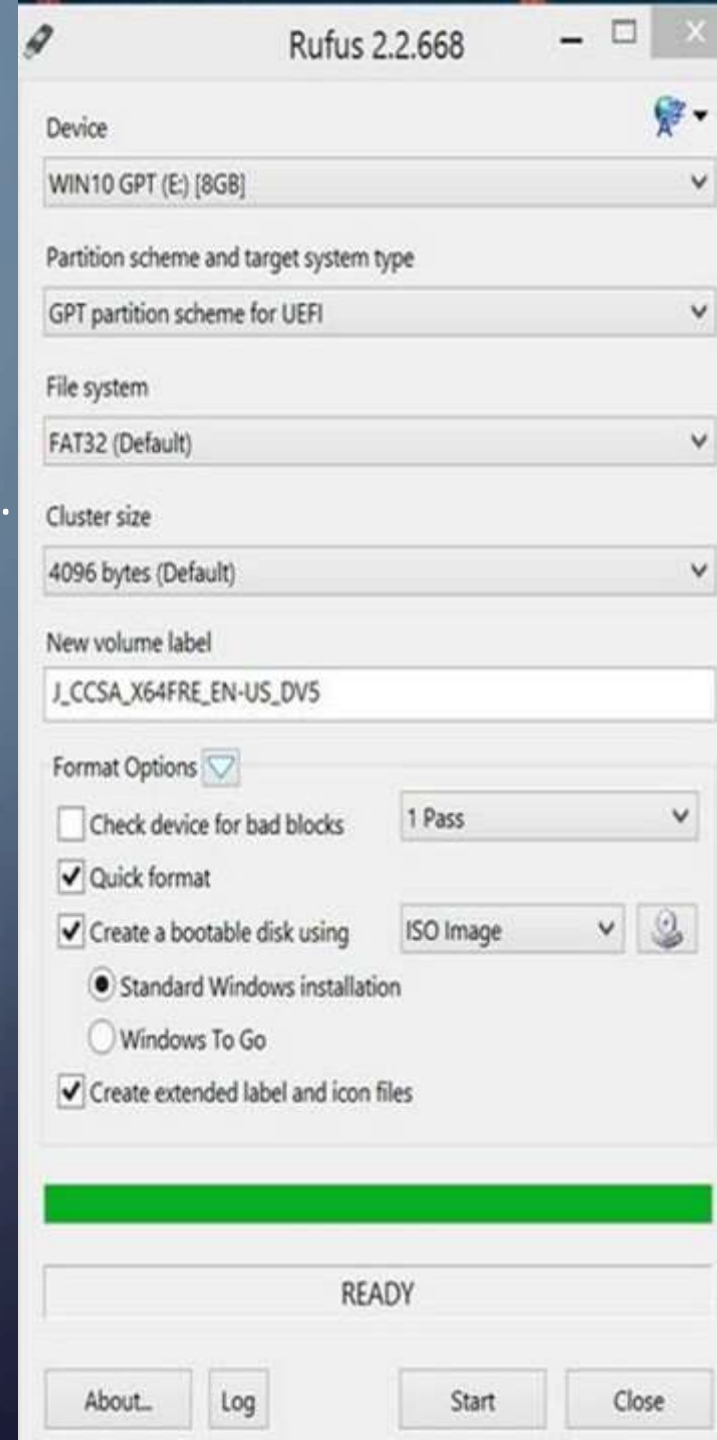 Rufus 2.2.668
Device
WIN10 GPT (E:) [8GB]
Partition scheme and target system type
GPT partition scheme for UEFI
File system
FAT32 (Default)
.
Cluster size
4096 bytes (Default)
New volume label
J_CCSA_X64FRE_EN-US_DV5
Format Options
Check device for bad blocks
1 Pass
Quick format
Create a bootable disk using
ISO Image
Standard Windows installation
Windows To Go
Create extended label and icon files
READY
About...
Log
Start
Close